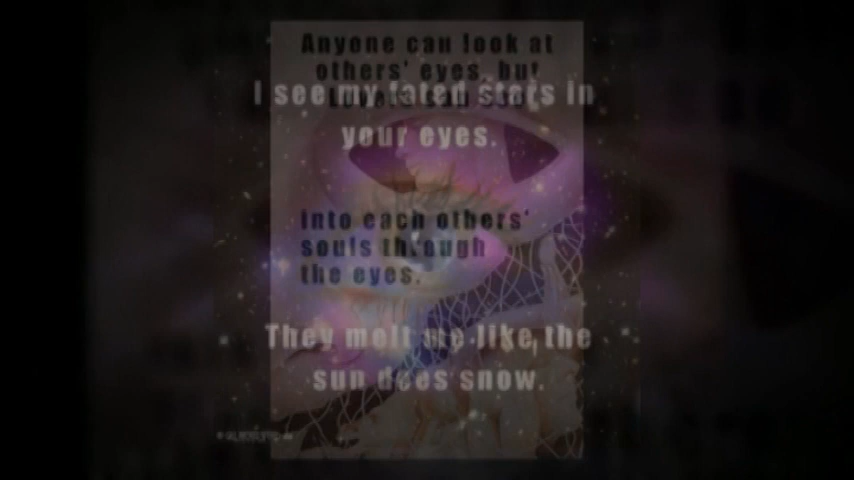 Anyone can look at
others' eyes, but
I see my fated stars in
your eyes.
into each others'
souls through
the eyes.
They melt me like the
sun does snow.